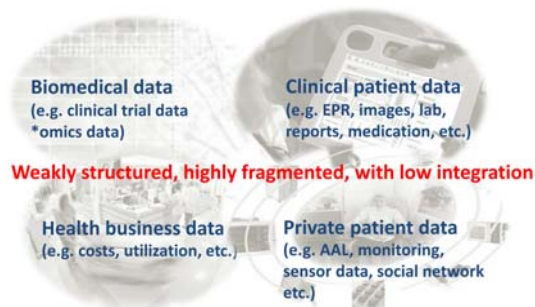 Biomedical data
(e.g. clinical trial data
*omics data)
Clinical patient data
(e.g. EPR, images, lab,
reports, medication, etc.)
Weakly structured, highly fragmented, with low integration
Health business data
(e.g. costs, utilization, etc.)
Private patient data
(e.g. AAL, monitoring,
sensor data, social network
etc.)